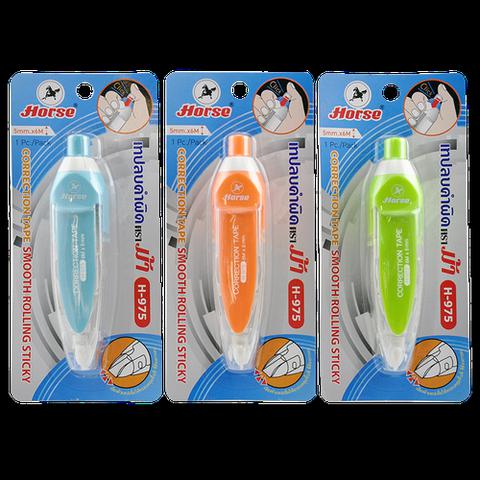 Horse
5mm.x6M
1 Pc./Pack
CORRECTION TAPE
SMOOTH ROLLING STICKY
เทปลบคำผิด
ตราม้า
H-975
Horse
CORRECTION TAPE
Horse
5mm.x6M
1 Pc./Pack
CORRECTION TAPE
SMOOTH ROLLING STICKY
เทปลบคำผิด
ตราม้า
H-975
Horse
CORRECTION TAPE
Horse
5mm.x6M
1 Pc./Pack
CORRECTION TAPE
SMOOTH ROLLING STICKY
เทปลบคำผิด
ตราม้า
H-975
Horse
CORRECTION TAPE